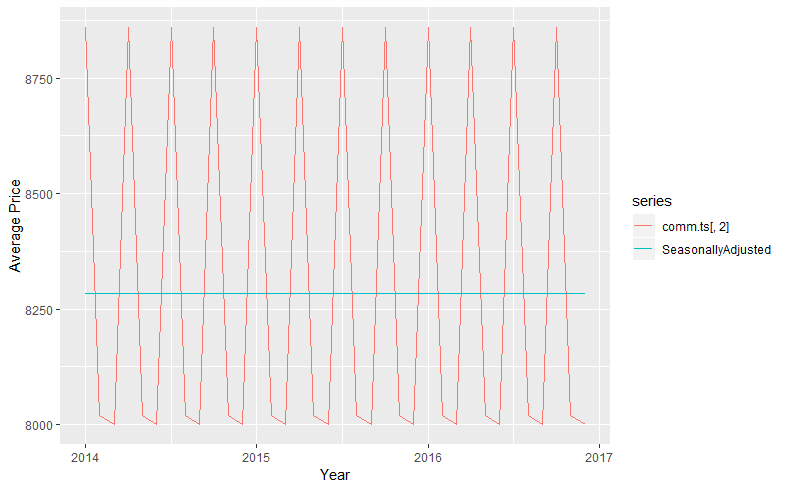 8750
8500
8250
8000
Average Price
2014 2015 2016 2017
Year
series
comm.ts[, 2]
SeasonallyAdjusted